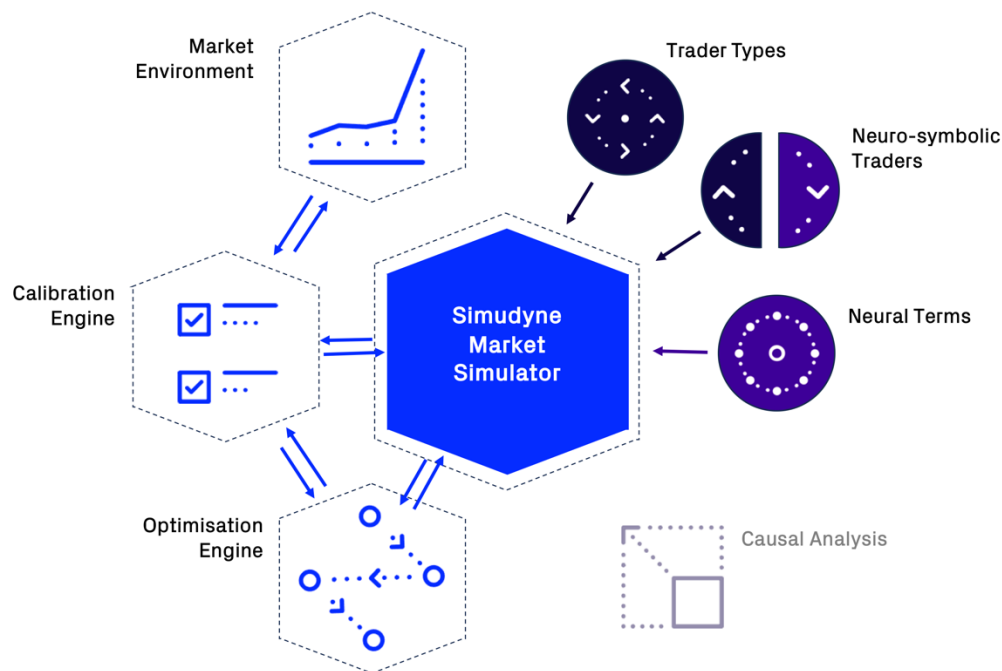 Market
Environment
Trader Types
Neuro-symbolic
Traders
Calibration
Engine
Simudyne
Market
Simulator
Neural Terms
Optimisation
Engine
Causal Analysis